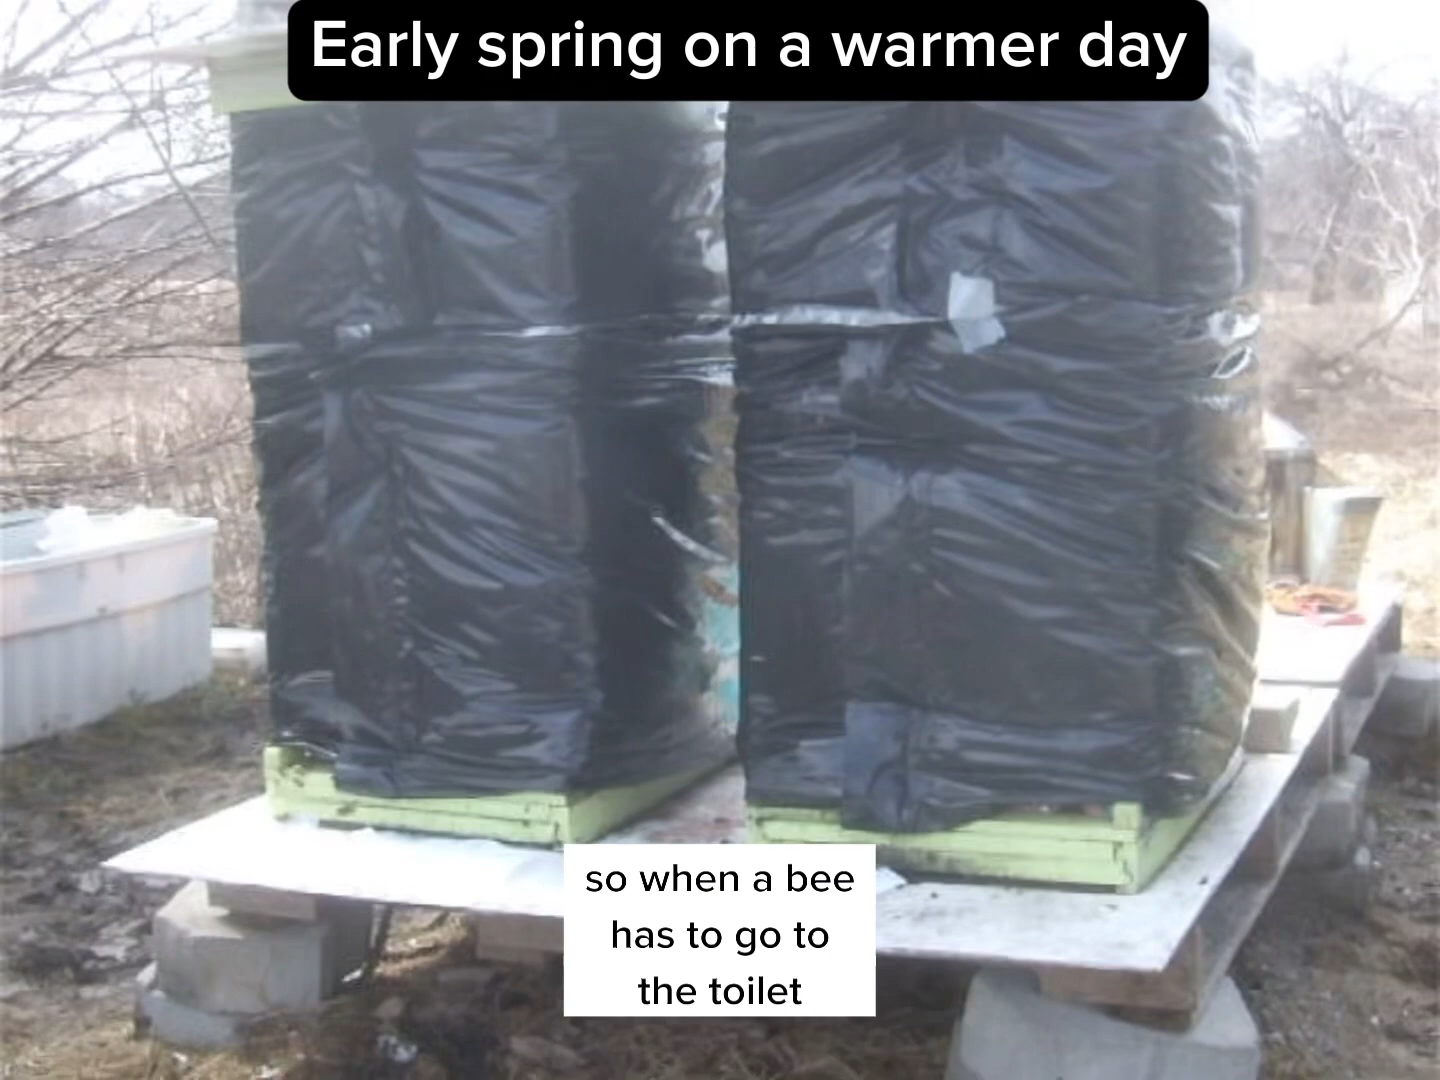 Early spring on a warmer day
so when a bee
has to go to
the toilet